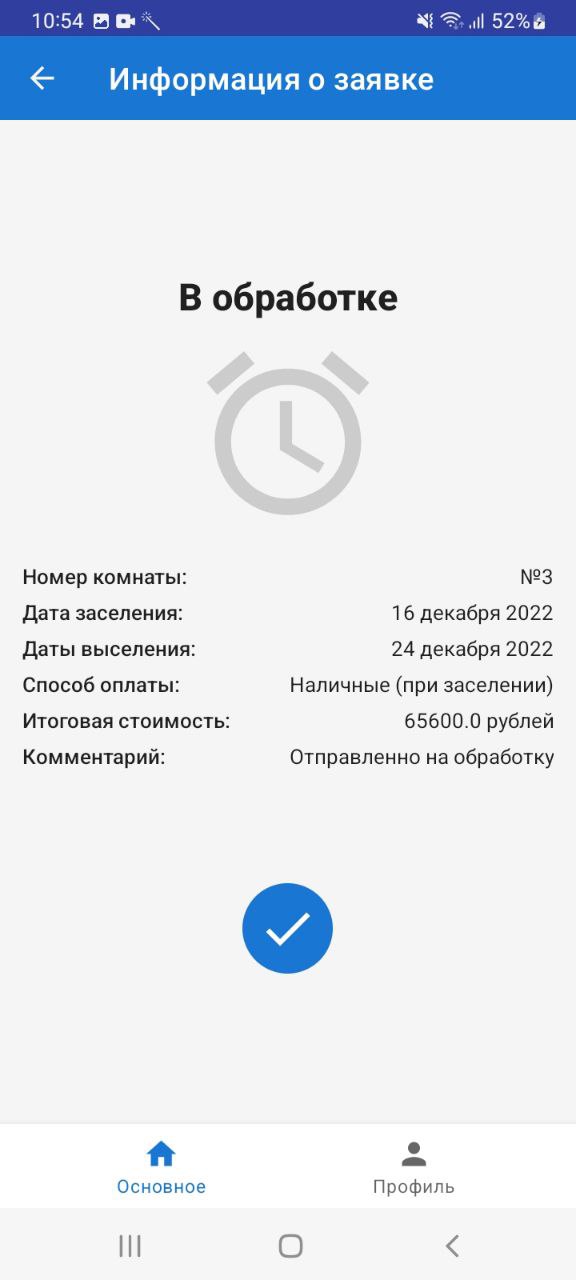 10:54 52%
Информация о заявке
В обработке
Номер комнаты: №3
Дата заселения: 16 декабря 2022
Даты выселения: 24 декабря 2022
Способ оплаты: Наличные (при заселении)
Итоговая стоимость: 65600.0 рублей
Комментарий: Отправленно на обработку
Основное Профиль